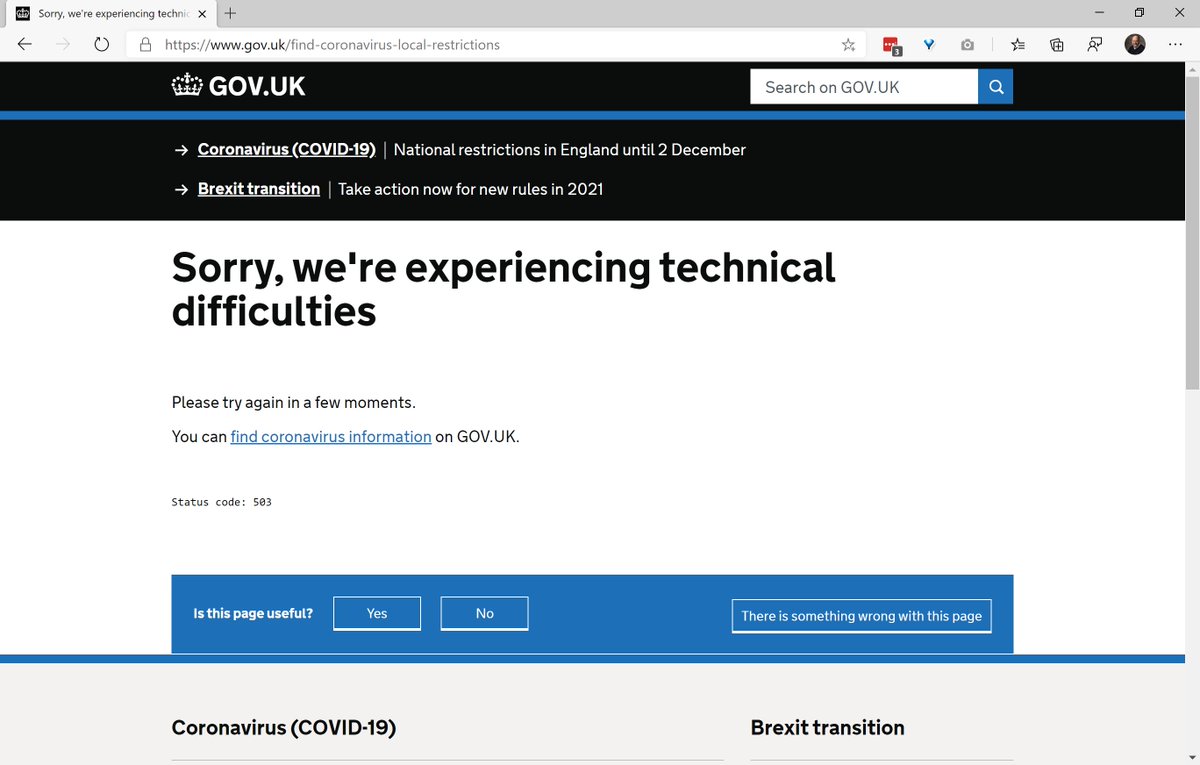 Sorry, we're experiencing technic
https://www.gov.uk/find-coronavirus-local-restrictions
3
GOV.UK
Search on GOV.UK
→ Coronavirus (COVID-19) | National restrictions in England until 2 December
→ Brexit transition | Take action now for new rules in 2021
Sorry, we're experiencing technical
difficulties
Please try again in a few moments.
You can find coronavirus information on GOV.UK.
Status code: 503
Is this page useful? Yes No There is something wrong with this page
Coronavirus (COVID-19) Brexit transition